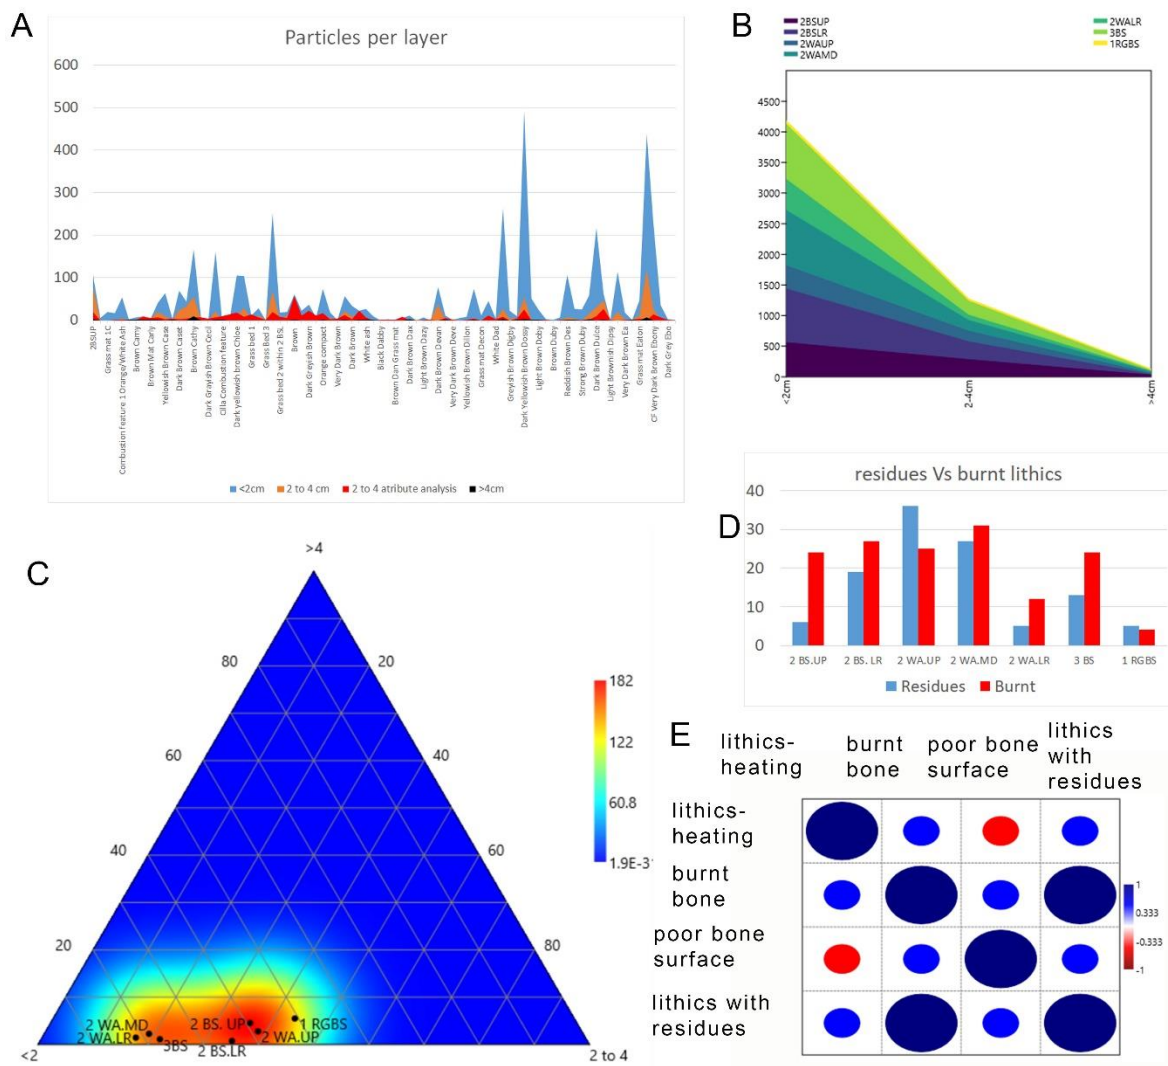 A
Particles per layer
600
500
400
300
200
100
0
2BSUP
Grass mat 1C
Combustion feature 1 Orange/White Ash
Brown Camy
Brown Mat Carly
Yellowish Brown Case
Dark Brown Caset
Brown Cathy
Dark Grayish Brown Cecil
Cilla Combustion feature
Dark yellowish brown Chloe
Grass bed 1
Grass Bed 3
Grass bed 2 within 2 BSL
Brown
Dark Greyish Brown
Orange compact
Very Dark Brown
Dark Brown
White ash
Black Dabby
Brown Dan Grass mat
Dark Brown Dax
Light Brown Dazy
Dark Brown Devan
Very Dark Brown Deve
Yellowish Brown Dillon
Grass mat Decon
White Dad
Greyish Brown Digby
Dark Yellowish Brown Dossy
Light Brown Doby
Brown Duby
Reddish Brown Des
Strong Brown Duby
Dark Brown Dulce
Light Brownish Dipsy
Very Dark Brown Ea
Grass mat Eaton
CF Very Dark Brown Ebony
Dark Grey Ebo
<2cm 2 to 4 cm 2 to 4 atribute analysis >4cm
B
2BSUP
2BSLR
2WAUP
2WAMD
2WALR
3BS
1RGBS
4500
4000
3500
3000
2500
2000
1500
1000
500
0
<2cm
2-4cm
>4cm
C
>4
80
20
60
40
40
60
20
80
<2
2 to 4
2 WA.MD
2 WA.LR
3BS
2 BS. UP
2 BS.LR
2 WA.UP
1 RGBS
182
122
60.8
1.9E-3
D
residues Vs burnt lithics
40
30
20
10
0
2 BS.UP 2 BS. LR 2 WA.UP 2 WA.MD 2 WA.LR 3 BS 1 RGBS
Residues Burnt
E
lithics-
heating
burnt
bone
poor bone
surface
lithics
with
residues
lithics-
heating
burnt
bone
poor bone
surface
lithics with
residues
1
0.333
-0.333
-1